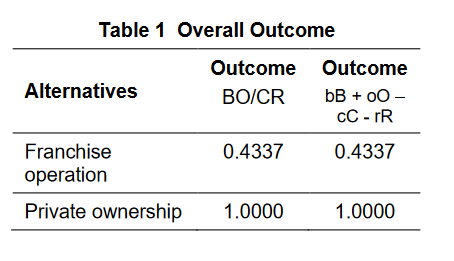 Table 1 Overall Outcome
Alternatives Outcome Outcome
BO/CR bB + oO –
cC - rR
Franchise 0.4337 0.4337
operation
Private ownership 1.0000 1.0000